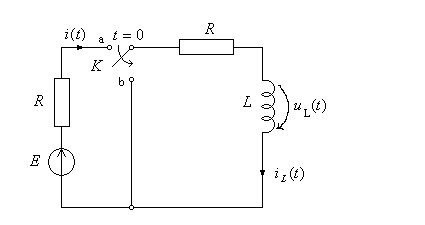 i(t) a t = 0 R
K
b
R L u_L(t)
E
i_L(t)